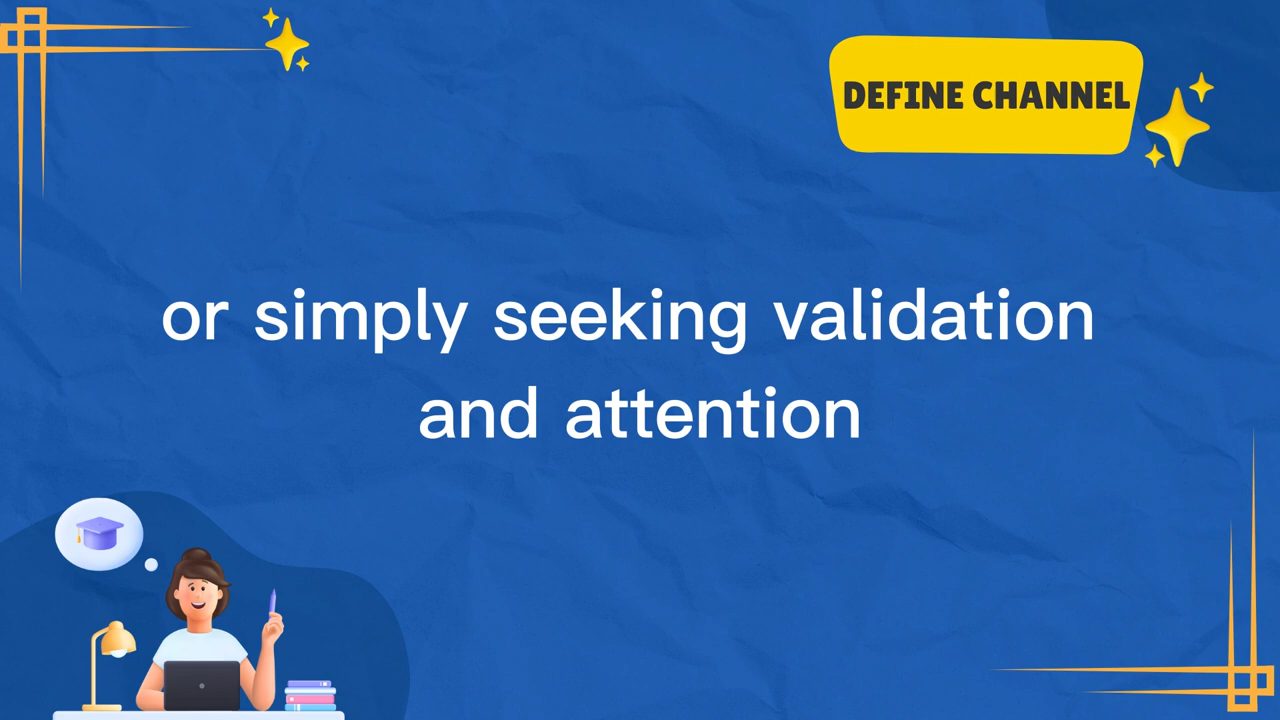 DEFINE CHANNEL
or simply seeking validation
and attention